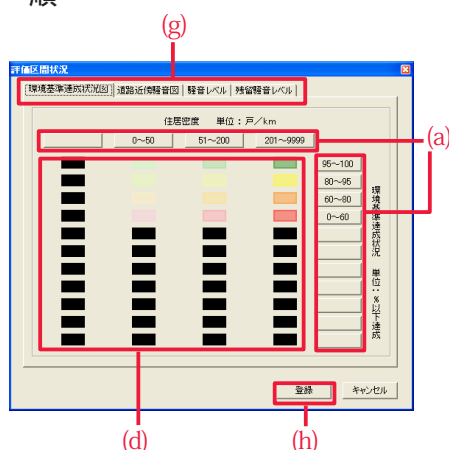 順
(g)
評価区間状況
環境基準達成状況図 道路近傍騒音図 騒音レベル 残留騒音レベル
住居密度 単位：戸／km
0～50 51～200 201～9999
(a)
95～100
80～95
60～80
0～60
環境基準達成状況 単位：％以下達成
登録 キャンセル
(d) (h)